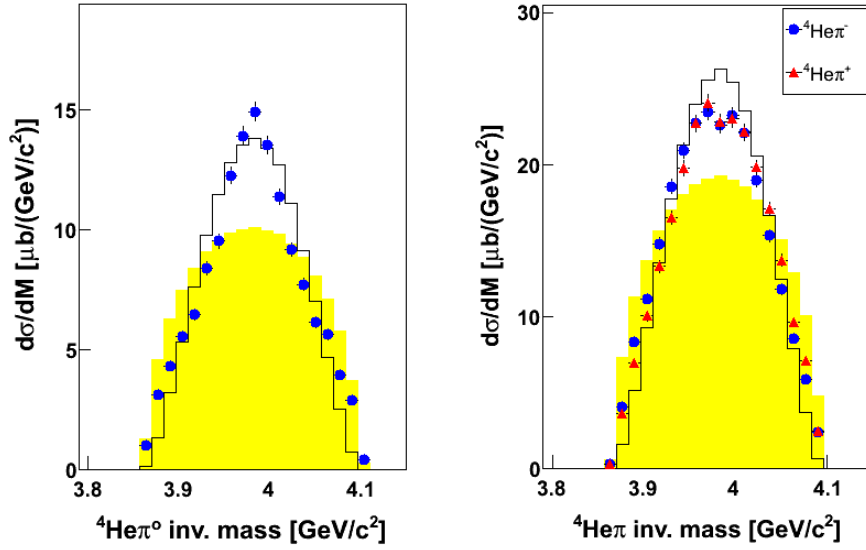 dσ/dM [μb/(GeV/c²)]
15
10
5
0
3.8
3.9
4
4.1
⁴Heπ⁰ inv. mass [GeV/c²]
dσ/dM [μb/(GeV/c²)]
30
20
10
0
3.8
3.9
4
4.1
⁴Heπ inv. mass [GeV/c²]
⁴Heπ⁻
⁴Heπ⁺